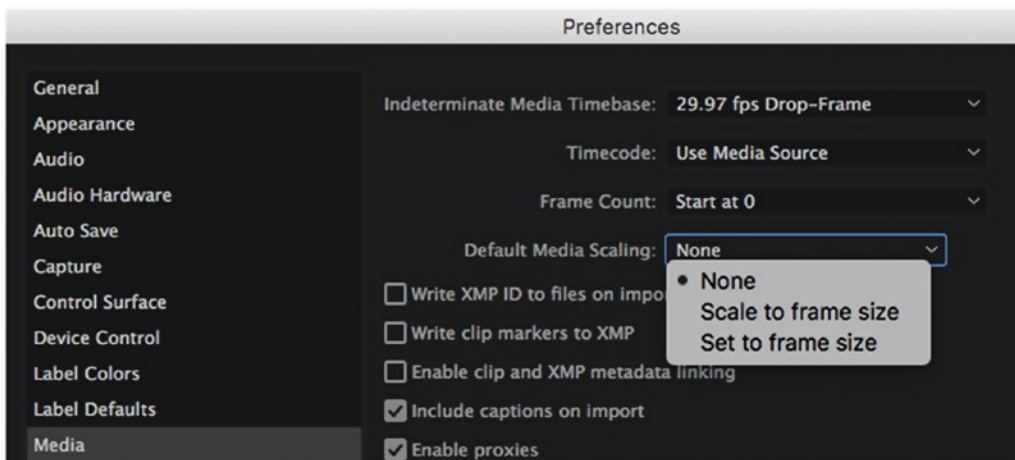 Preferences
General
Appearance
Audio
Audio Hardware
Auto Save
Capture
Control Surface
Device Control
Label Colors
Label Defaults
Media
Indeterminate Media Timebase: 29.97 fps Drop-Frame
Timecode: Use Media Source
Frame Count: Start at 0
Default Media Scaling: None
None
Scale to frame size
Set to frame size
Write XMP ID to files on impo
Write clip markers to XMP
Enable clip and XMP metadata linking
Include captions on import
Enable proxies